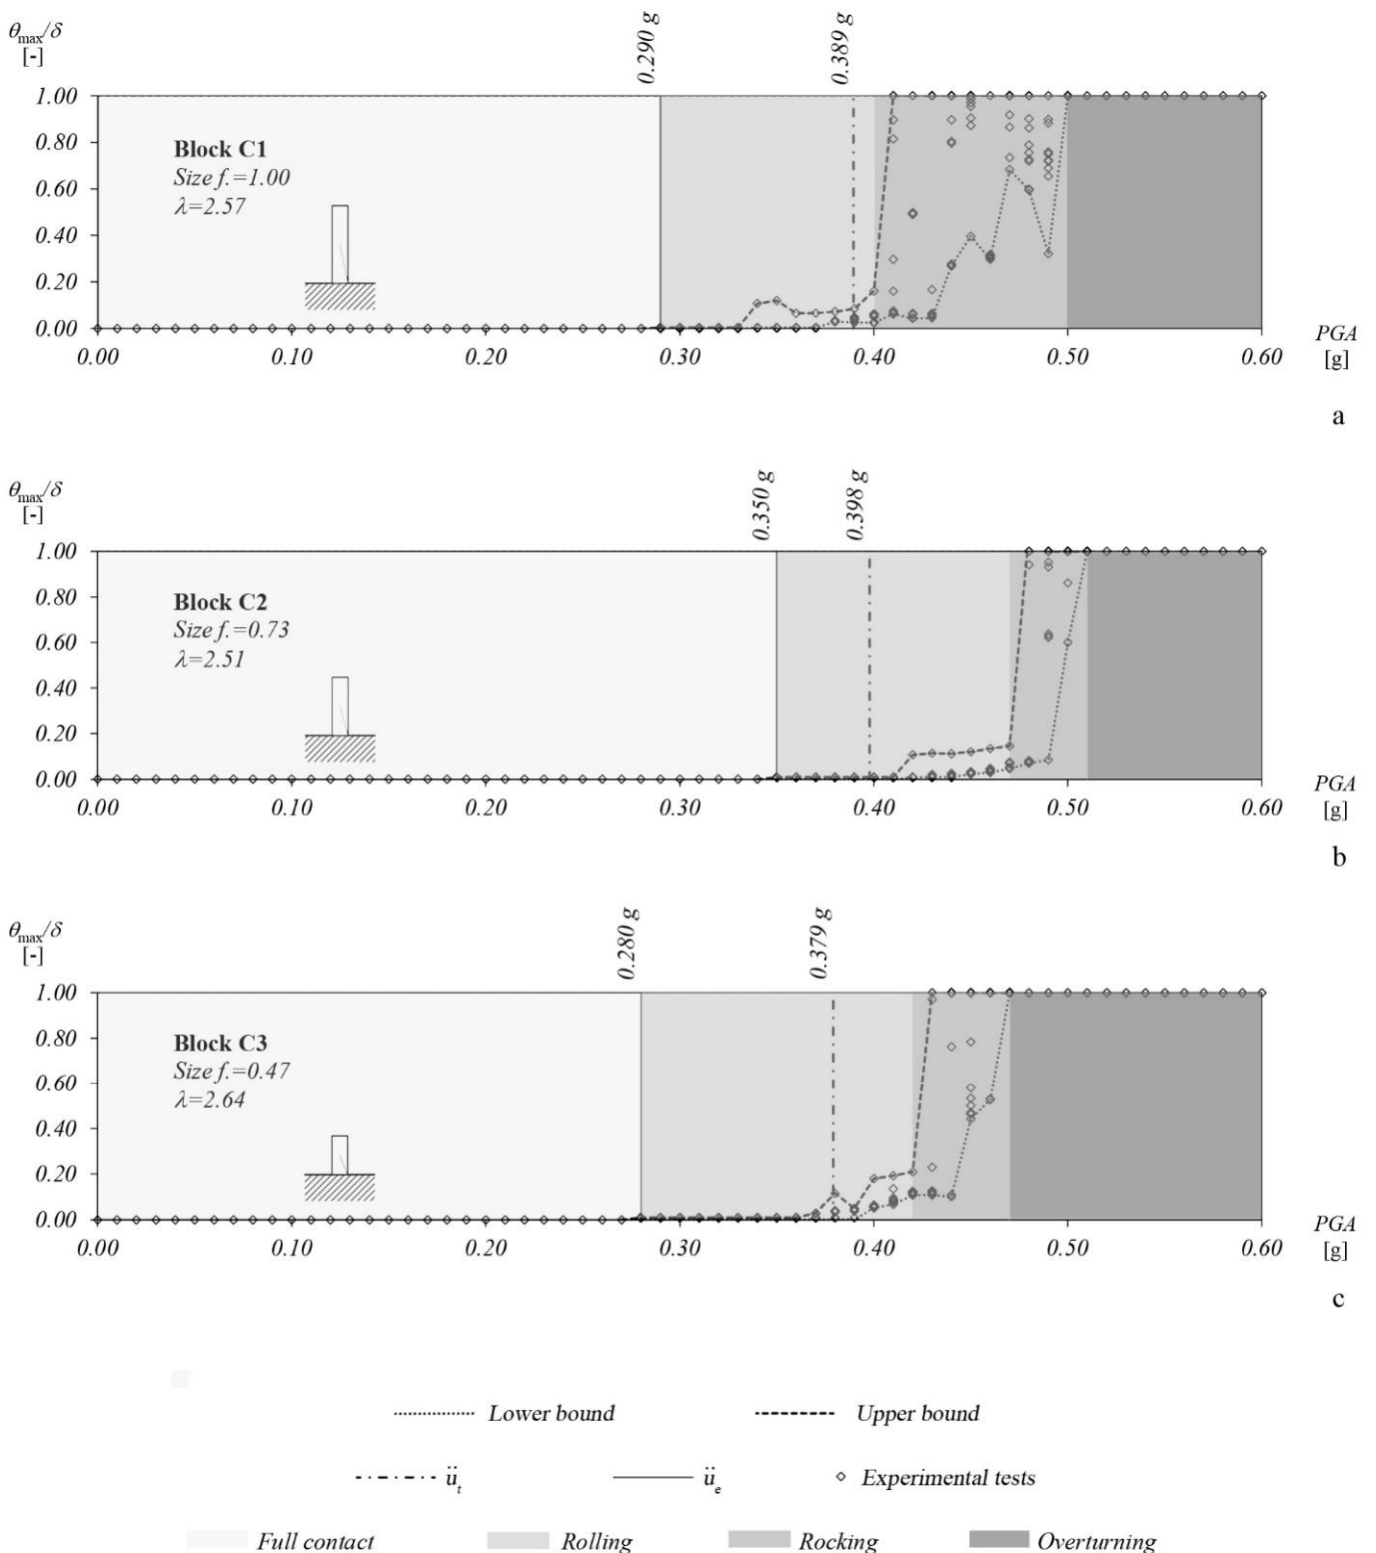 θmax/δ
[-]
0.290 g
0.389 g
1.00
0.80
0.60
0.40
0.20
0.00
Block C1
Size f.=1.00
λ=2.57
0.00 0.10 0.20 0.30 0.40 0.50 0.60
PGA
[g]
a
θmax/δ
[-]
0.350 g
0.398 g
1.00
0.80
0.60
0.40
0.20
0.00
Block C2
Size f.=0.73
λ=2.51
0.00 0.10 0.20 0.30 0.40 0.50 0.60
PGA
[g]
b
θmax/δ
[-]
0.280 g
0.379 g
1.00
0.80
0.60
0.40
0.20
0.00
Block C3
Size f.=0.47
λ=2.64
0.00 0.10 0.20 0.30 0.40 0.50 0.60
PGA
[g]
c
Lower bound Upper bound
üt üe Experimental tests
Full contact Rolling Rocking Overturning